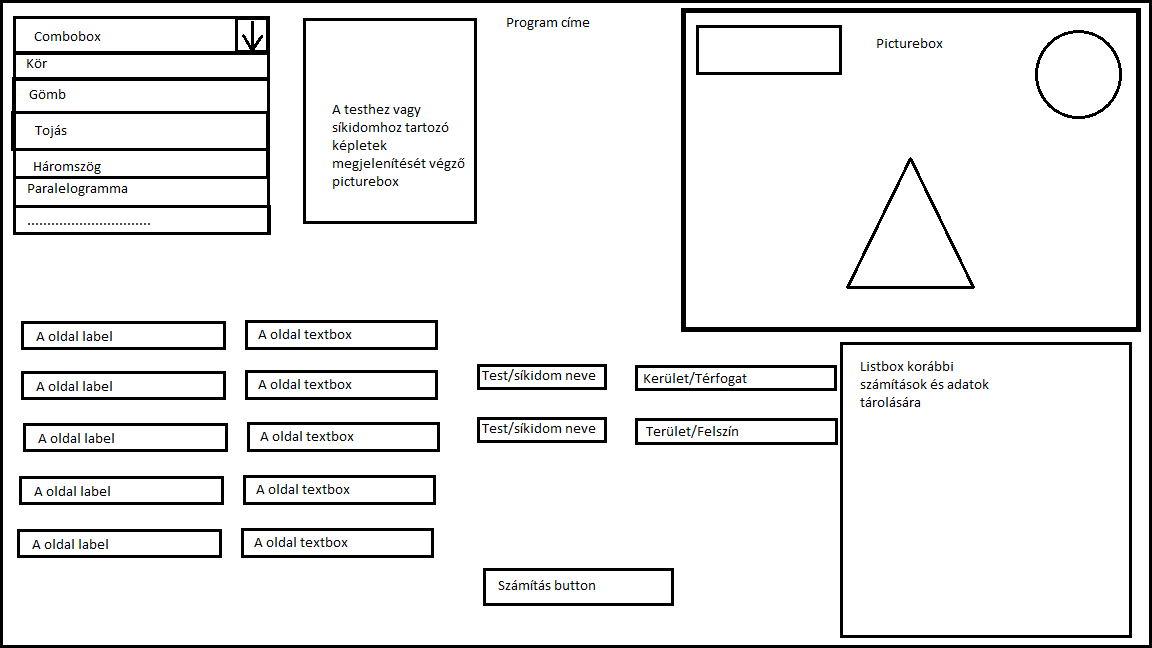 Combobox
Kör
Gömb
Tojás
Háromszög
Paralelogramma
...............................
A testhez vagy
síkidomhoz tartozó
képletek
megjelenítését végző
picturebox
Program címe
Picturebox
A oldal label
A oldal textbox
A oldal label
A oldal textbox
A oldal label
A oldal textbox
A oldal label
A oldal textbox
A oldal label
A oldal textbox
Test/síkidom neve
Kerület/Térfogat
Test/síkidom neve
Terület/Felszín
Számítás button
Listbox korábbi
számítások és adatok
tárolására